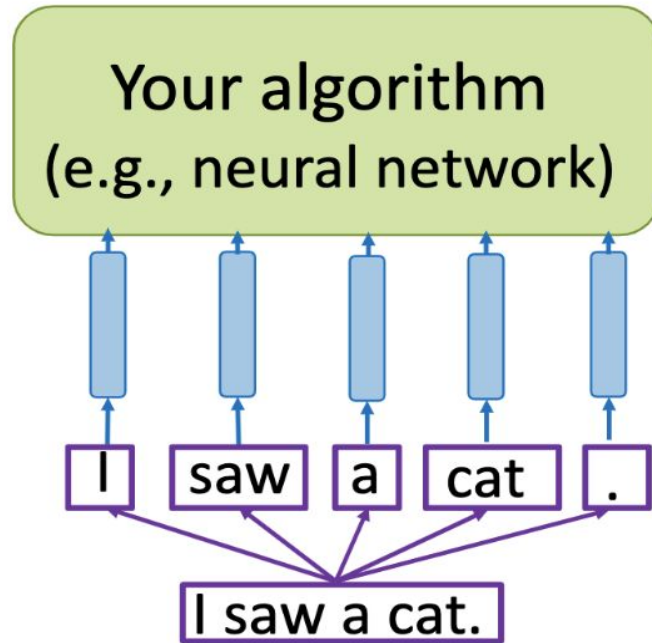 Your algorithm
(e.g., neural network)
I saw a cat .
I saw a cat.